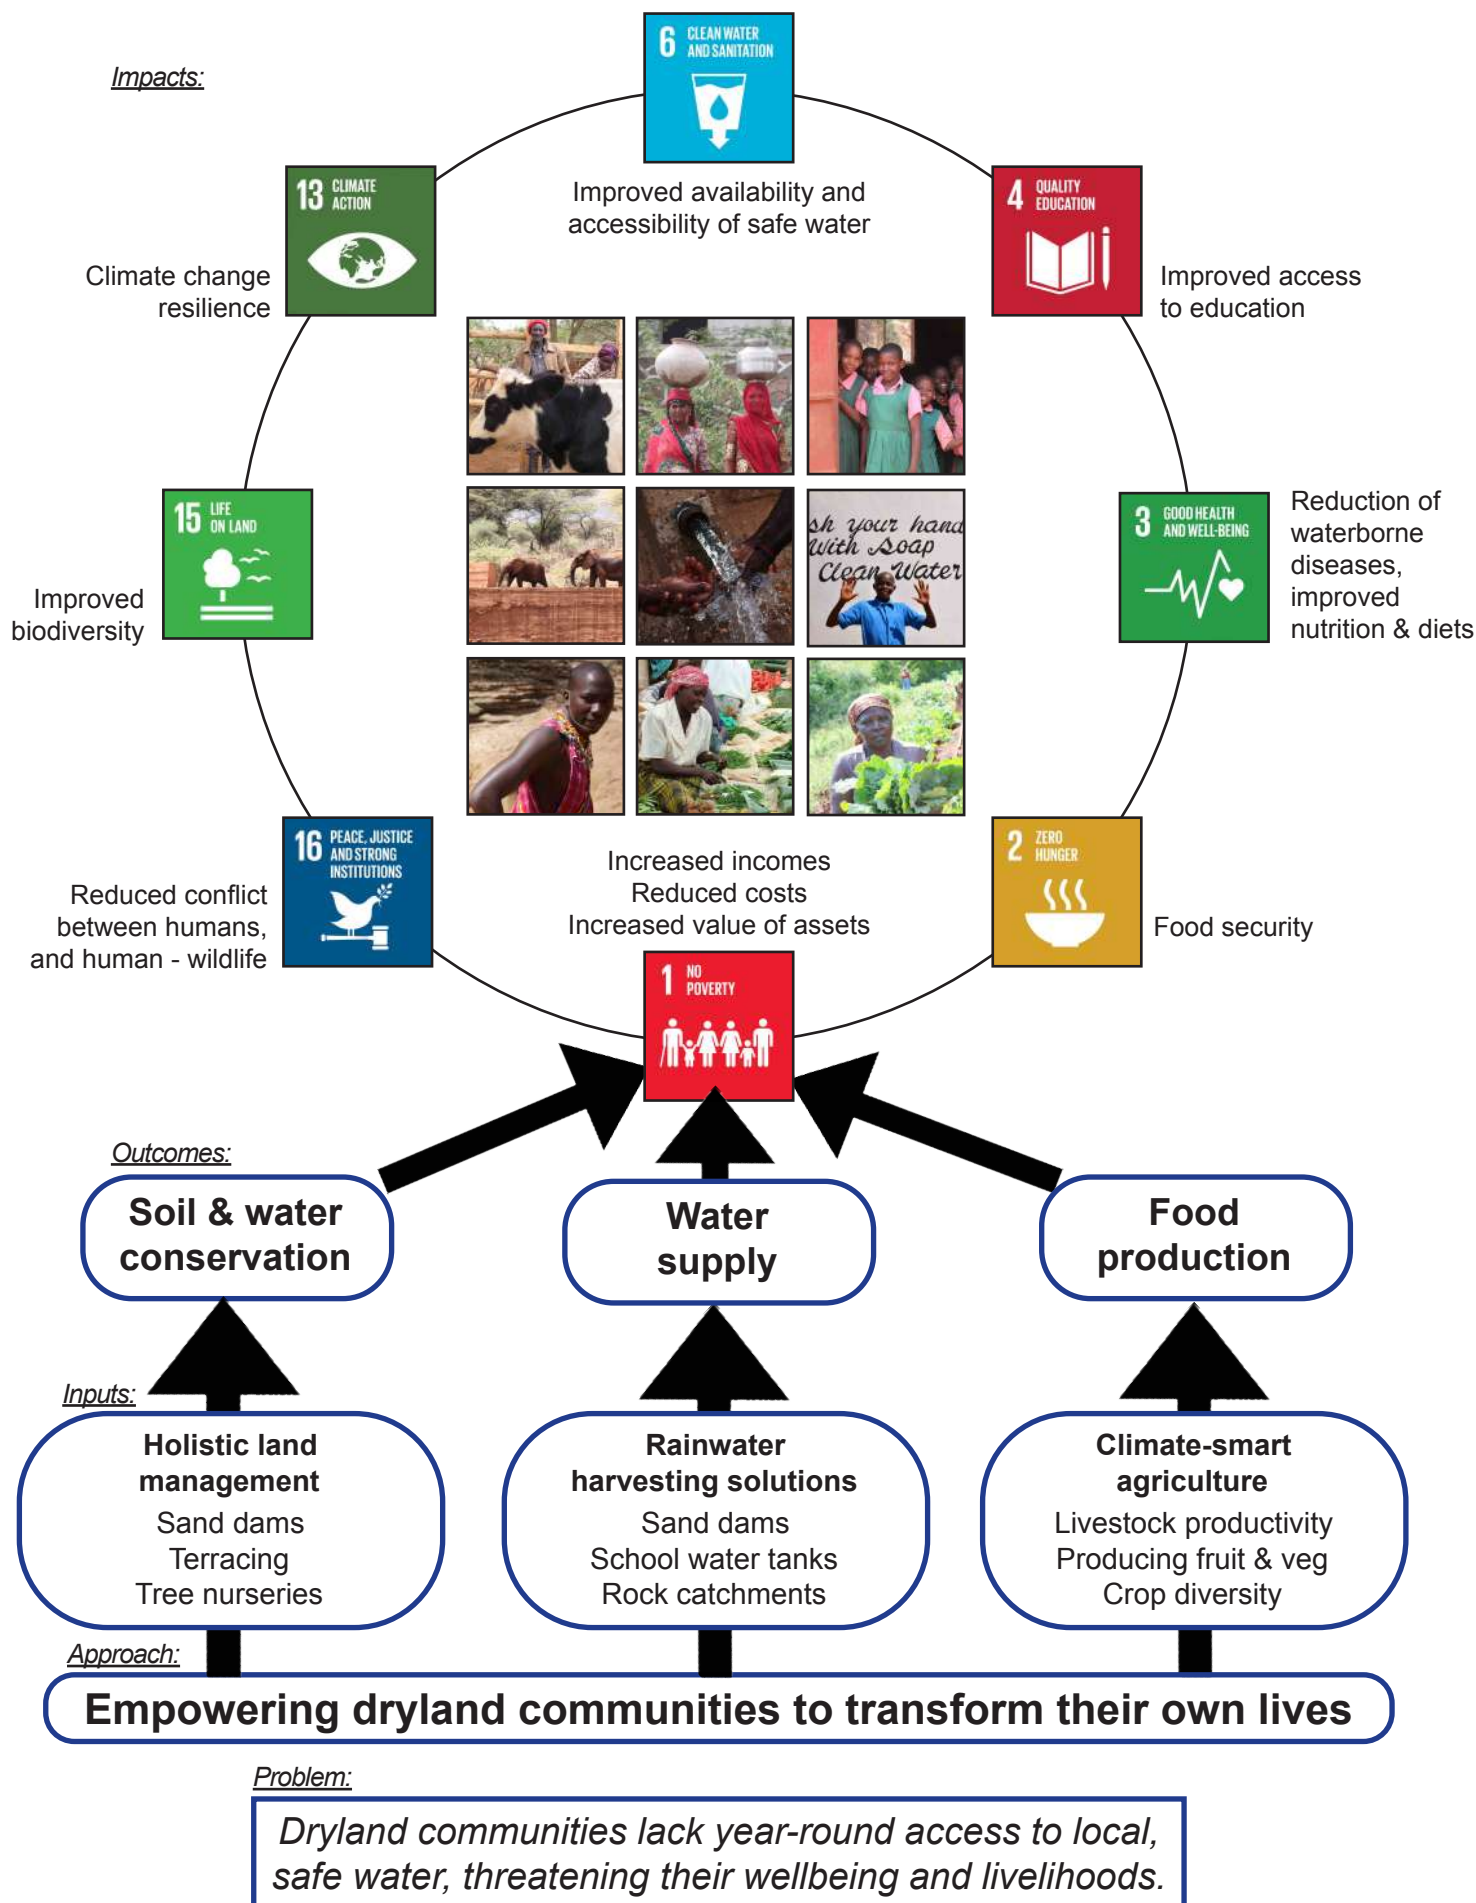 Impacts:
6 CLEAN WATER
AND SANITATION
Improved availability and
accessibility of safe water
13 CLIMATE
ACTION
Climate change
resilience
4 QUALITY
EDUCATION
Improved access
to education
15 LIFE
ON LAND
Improved
biodiversity
sh your hand
With Soap
Clean Water
3 GOOD HEALTH
AND WELL-BEING
Reduction of
waterborne
diseases,
improved
nutrition & diets
16 PEACE, JUSTICE
AND STRONG
INSTITUTIONS
Reduced conflict
between humans,
and human - wildlife
Increased incomes
Reduced costs
Increased value of assets
2 ZERO
HUNGER
Food security
1 NO
POVERTY
Outcomes:
Soil & water
conservation
Water
supply
Food
production
Inputs:
Holistic land
management
Sand dams
Terracing
Tree nurseries
Rainwater
harvesting solutions
Sand dams
School water tanks
Rock catchments
Climate-smart
agriculture
Livestock productivity
Producing fruit & veg
Crop diversity
Approach:
Empowering dryland communities to transform their own lives
Problem:
Dryland communities lack year-round access to local,
safe water, threatening their wellbeing and livelihoods.